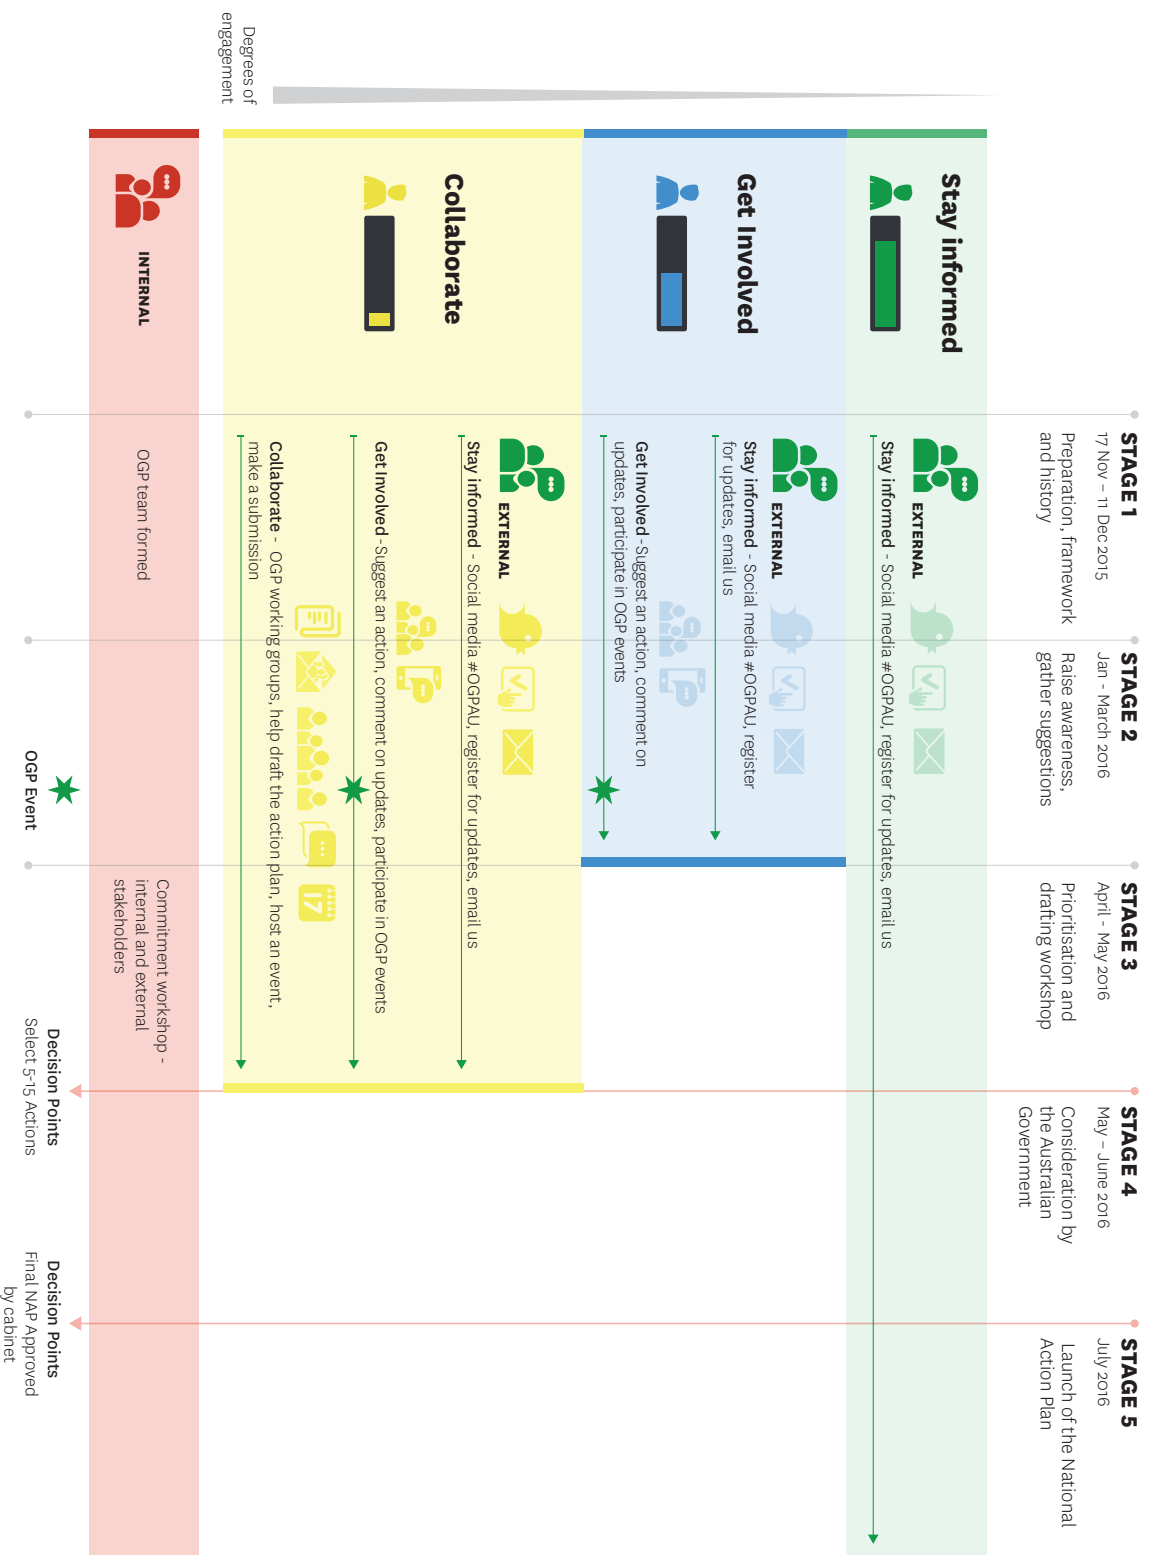 STAGE 1
17 Nov – 11 Dec 2015
Preparation, framework
and history
STAGE 2
Jan - March 2016
Raise awareness,
gather suggestions
STAGE 3
April - May 2016
Prioritisation and
drafting workshop
STAGE 4
May – June 2016
Consideration by
the Australian
Government
STAGE 5
July 2016
Launch of the National
Action Plan
Stay informed
EXTERNAL
Stay informed - Social media #OGPAU, register for updates, email us
Get Involved
EXTERNAL
Stay informed - Social media #OGPAU, register
for updates, email us
Get Involved - Suggest an action, comment on
updates, participate in OGP events
Collaborate
EXTERNAL
Stay informed - Social media #OGPAU, register for updates, email us
Get Involved - Suggest an action, comment on updates, participate in OGP events
17
Collaborate - OGP working groups, help draft the action plan, host an event,
make a submission
Degrees of
engagement
INTERNAL
OGP team formed
Commitment workshop -
internal and external
stakeholders
OGP Event
Decision Points
Select 5-15 Actions
Decision Points
Final NAP Approved
by cabinet